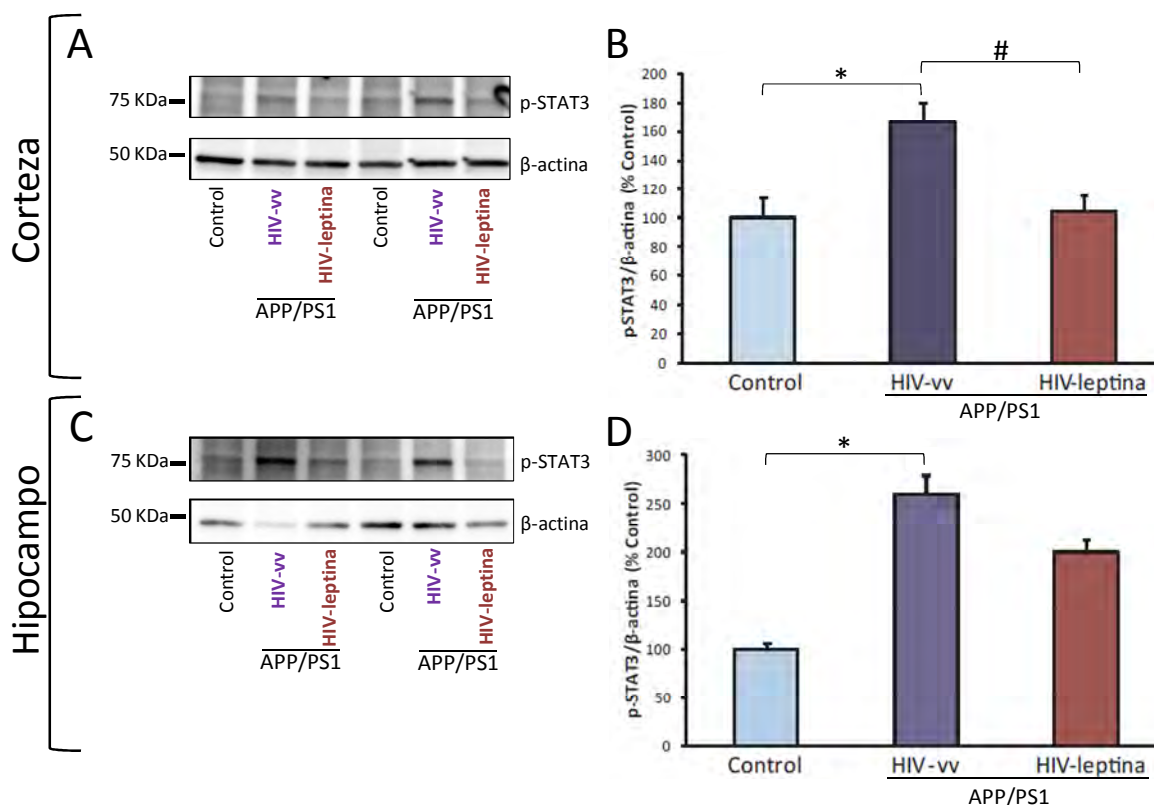 Corteza
A
75 KDa
p-STAT3
50 KDa
β-actina
Control
HIV-vv
HIV-leptina
Control
HIV-vv
HIV-leptina
APP/PS1
APP/PS1
B
p-STAT3/β-actina (% Control)
200
180
160
140
120
100
80
60
40
20
0
*
#
Control
HIV-vv
HIV-leptina
APP/PS1
Hipocampo
C
75 KDa
p-STAT3
50 KDa
β-actina
Control
HIV-vv
HIV-leptina
Control
HIV-vv
HIV-leptina
APP/PS1
APP/PS1
D
p-STAT3/β-actina (% Control)
300
250
200
150
100
50
0
*
Control
HIV-vv
HIV-leptina
APP/PS1